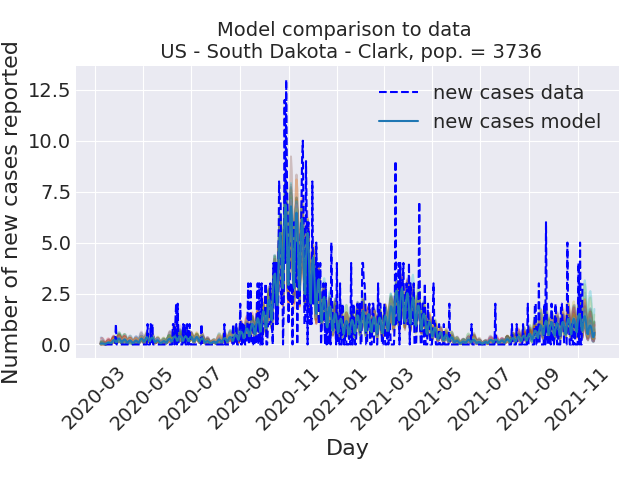 Model comparison to data
US - South Dakota - Clark, pop. = 3736
Number of new cases reported
12.5
10.0
7.5
5.0
2.5
0.0
new cases data
new cases model
2020-03
2020-05
2020-07
2020-09
2020-11
2021-01
2021-03
2021-05
2021-07
2021-09
2021-11
Day